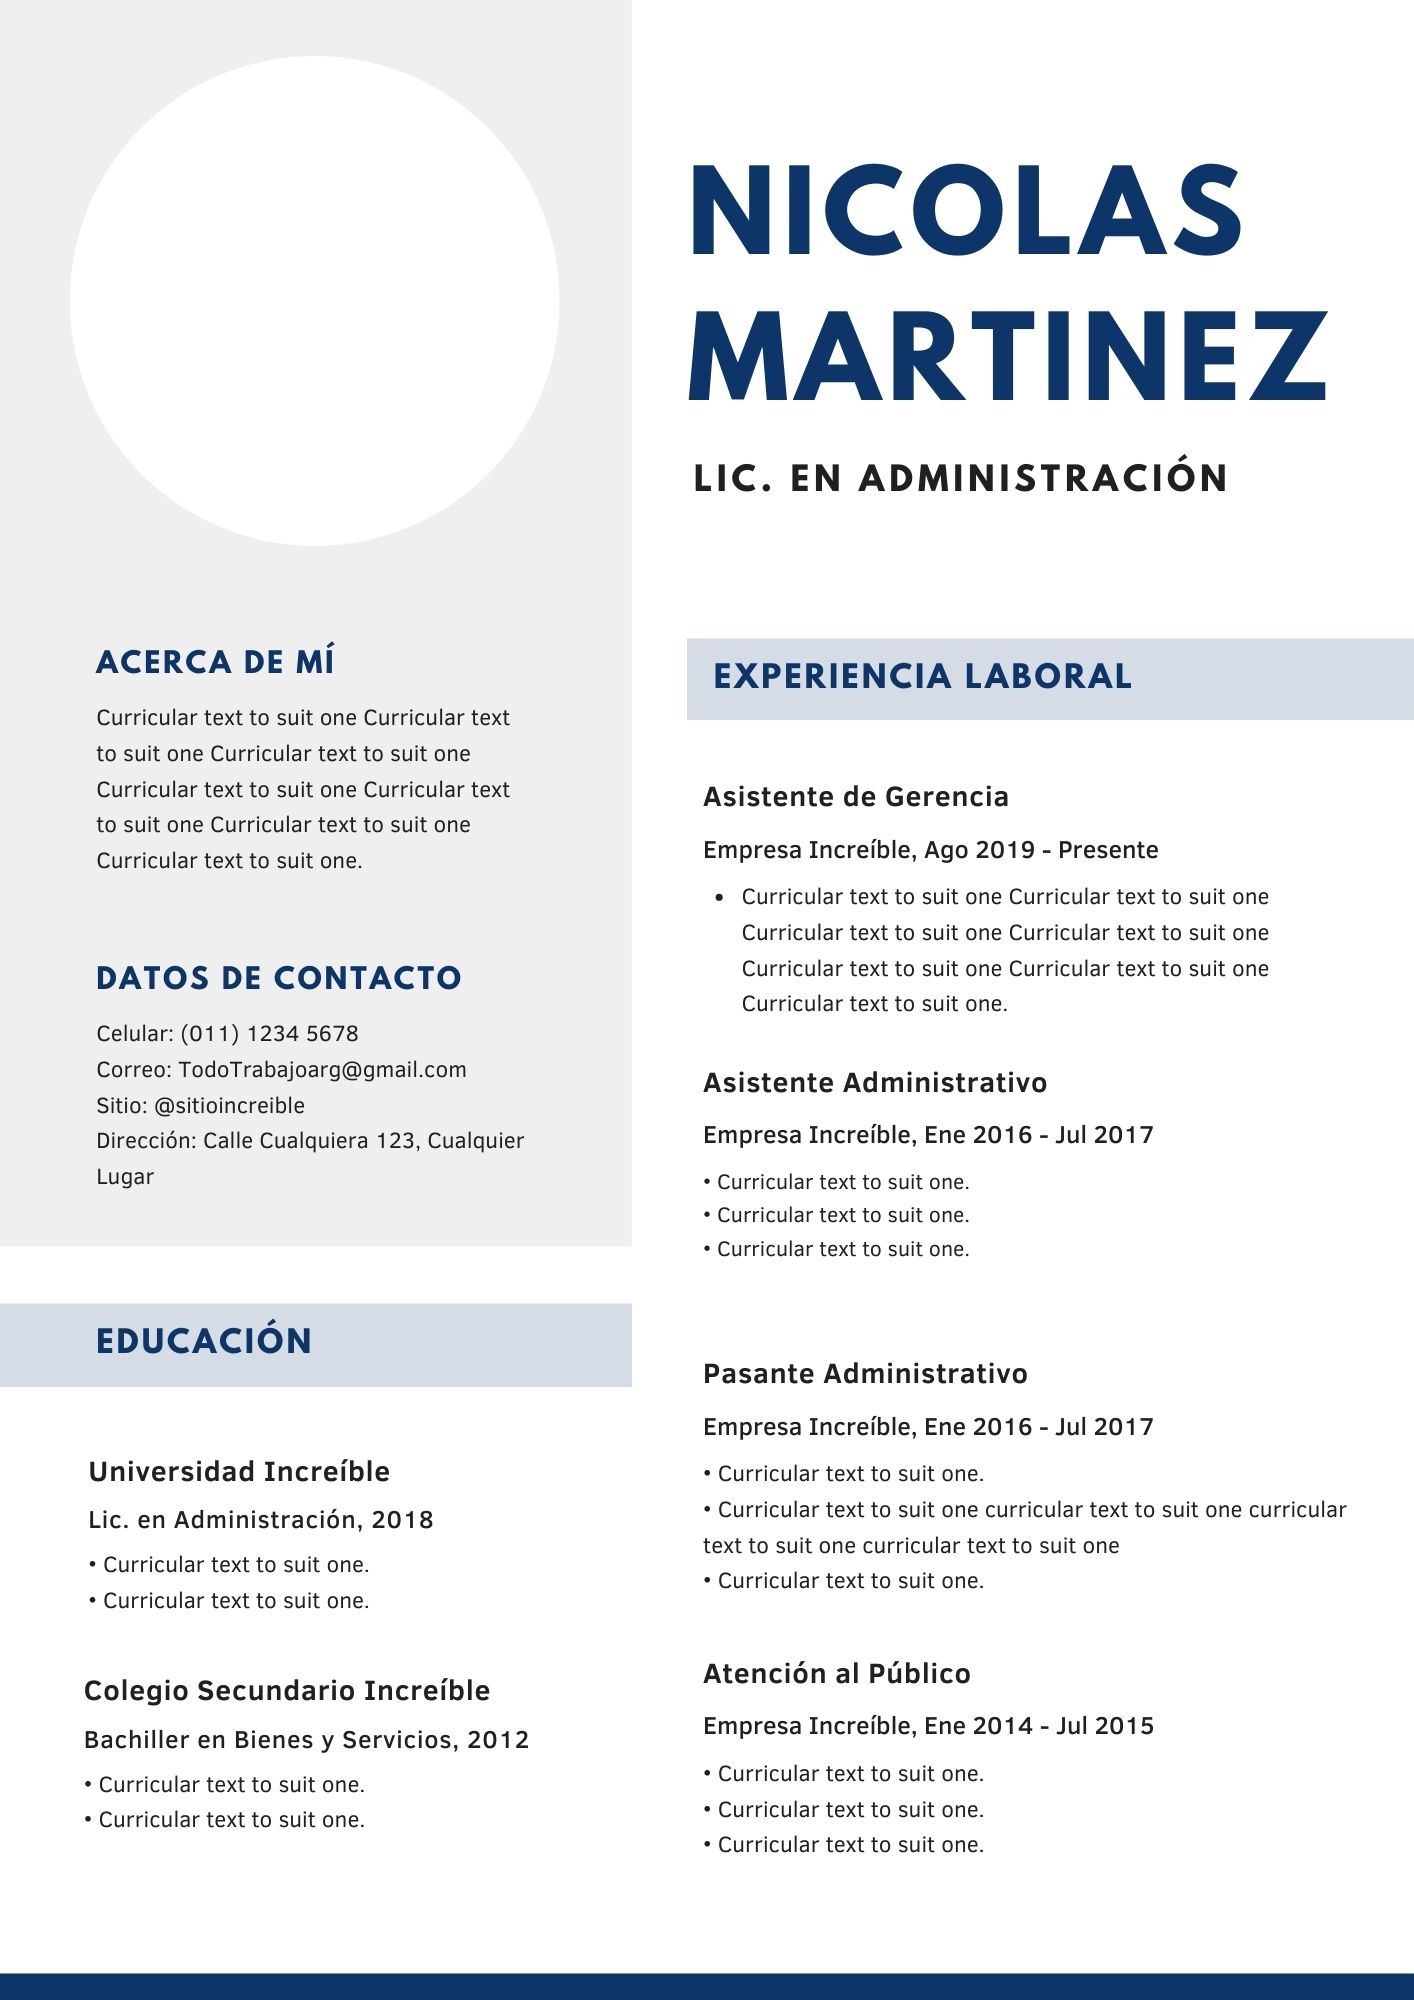 NICOLAS
MARTINEZ
LIC. EN ADMINISTRACIÓN
ACERCA DE MÍ
Curricular text to suit one Curricular text
to suit one Curricular text to suit one
Curricular text to suit one Curricular text
to suit one Curricular text to suit one
Curricular text to suit one.
DATOS DE CONTACTO
Celular: (011) 1234 5678
Correo: TodoTrabajoarg@gmail.com
Sitio: @sitioincreible
Dirección: Calle Cualquiera 123, Cualquier
Lugar
EDUCACIÓN
Universidad Increíble
Lic. en Administración, 2018
• Curricular text to suit one.
• Curricular text to suit one.
Colegio Secundario Increíble
Bachiller en Bienes y Servicios, 2012
• Curricular text to suit one.
• Curricular text to suit one.
EXPERIENCIA LABORAL
Asistente de Gerencia
Empresa Increíble, Ago 2019 - Presente
• Curricular text to suit one Curricular text to suit one
Curricular text to suit one Curricular text to suit one
Curricular text to suit one Curricular text to suit one
Curricular text to suit one.
Asistente Administrativo
Empresa Increíble, Ene 2016 - Jul 2017
• Curricular text to suit one.
• Curricular text to suit one.
• Curricular text to suit one.
Pasante Administrativo
Empresa Increíble, Ene 2016 - Jul 2017
• Curricular text to suit one.
• Curricular text to suit one curricular text to suit one curricular
text to suit one curricular text to suit one
• Curricular text to suit one.
Atención al Público
Empresa Increíble, Ene 2014 - Jul 2015
• Curricular text to suit one.
• Curricular text to suit one.
• Curricular text to suit one.